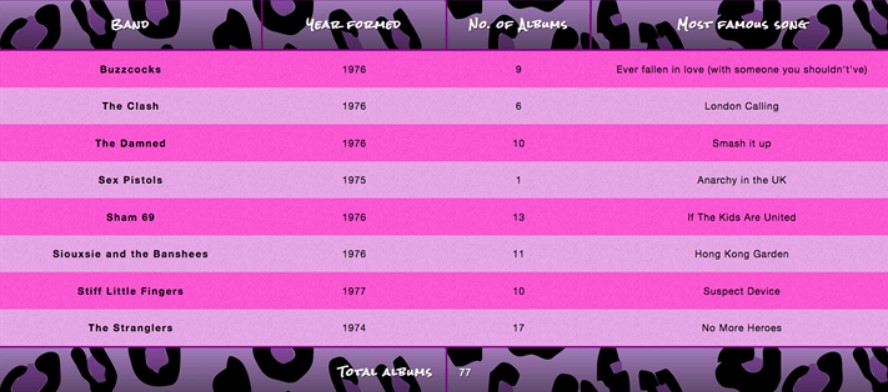 Band Year formed No. of Albums Most famous song
Buzzcocks 1976 9 Ever fallen in love (with someone you shouldn't've)
The Clash 1976 6 London Calling
The Damned 1976 10 Smash it up
Sex Pistols 1975 1 Anarchy in the UK
Sham 69 1976 13 If The Kids Are United
Siouxsie and the Banshees 1976 11 Hong Kong Garden
Stiff Little Fingers 1977 10 Suspect Device
The Stranglers 1974 17 No More Heroes
Total albums 77